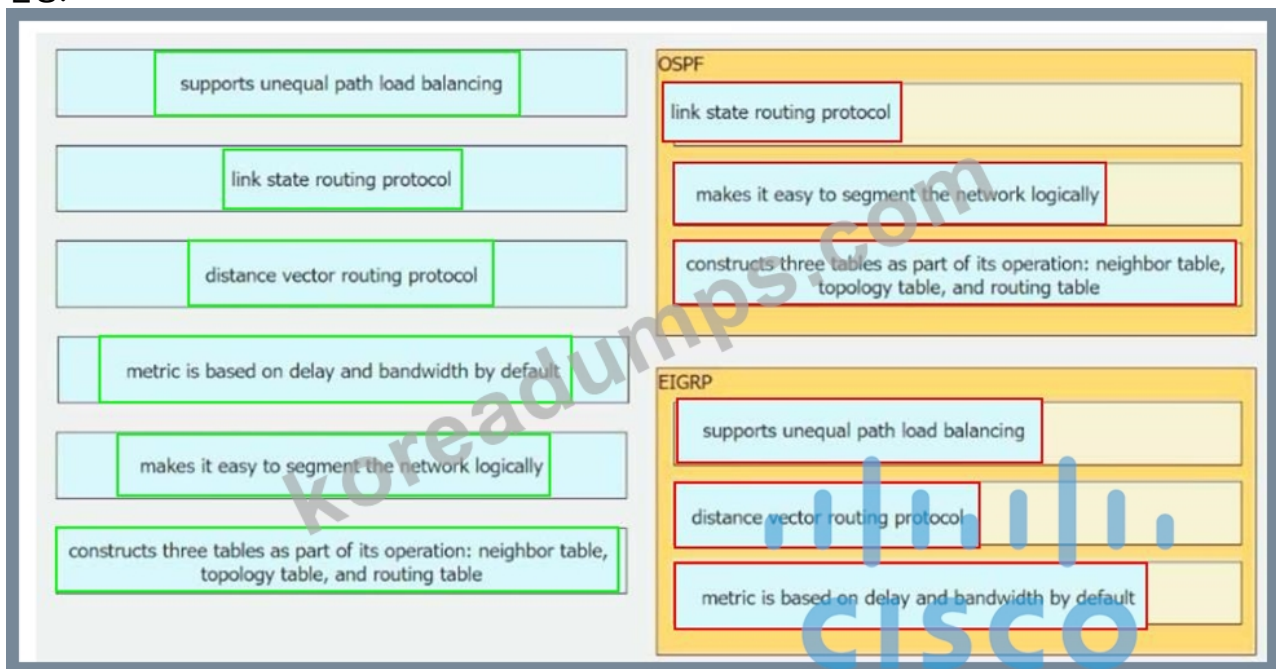 supports unequal path load balancing
link state routing protocol
distance vector routing protocol
metric is based on delay and bandwidth by default
makes it easy to segment the network logically
constructs three tables as part of its operation: neighbor table,
topology table, and routing table
OSPF
link state routing protocol
makes it easy to segment the network logically
constructs three tables as part of its operation: neighbor table,
topology table, and routing table
EIGRP
supports unequal path load balancing
distance vector routing protocol
metric is based on delay and bandwidth by default
koreadumps.com
CISCO